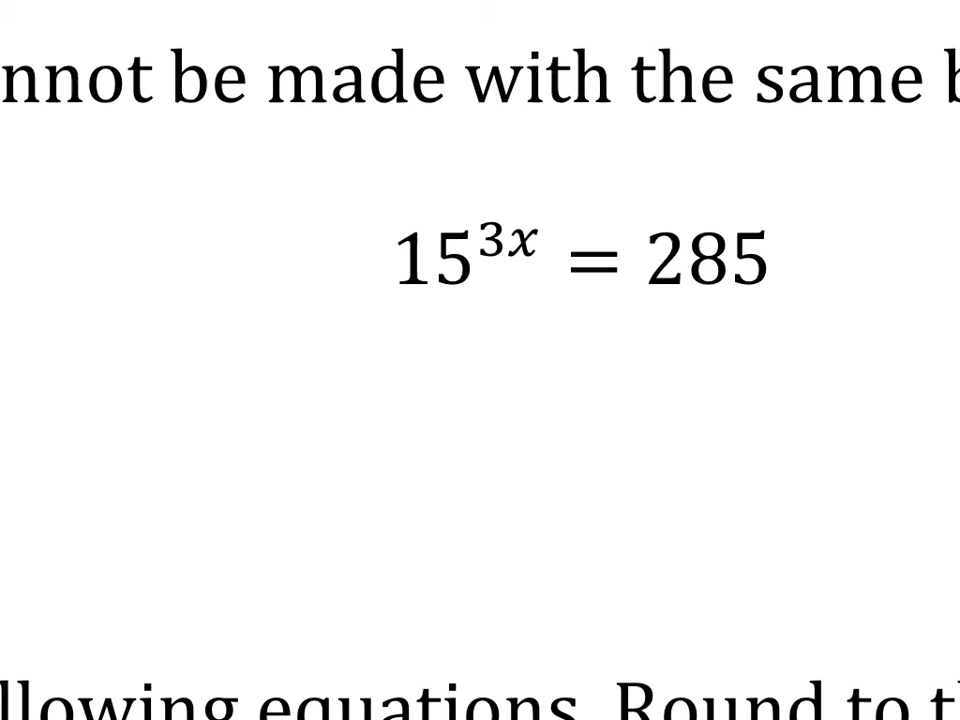 nnot be made with the same
15^{3x} = 285
llowing equations. Round to